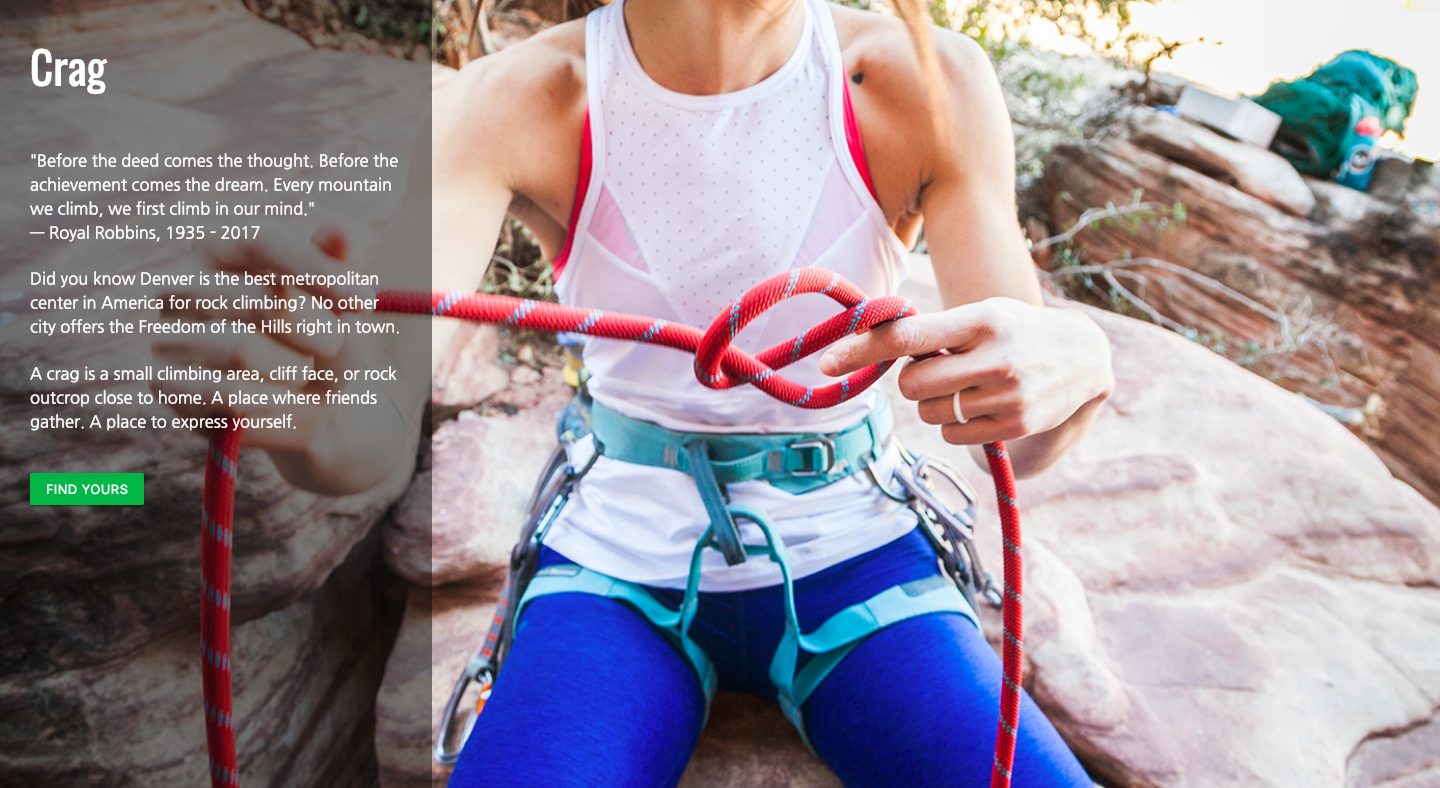 Crag
"Before the deed comes the thought. Before the
achievement comes the dream. Every mountain
we climb, we first climb in our mind."
— Royal Robbins, 1935 - 2017
Did you know Denver is the best metropolitan
center in America for rock climbing? No other
city offers the Freedom of the Hills right in town.
A crag is a small climbing area, cliff face, or rock
outcrop close to home. A place where friends
gather. A place to express yourself.
FIND YOURS